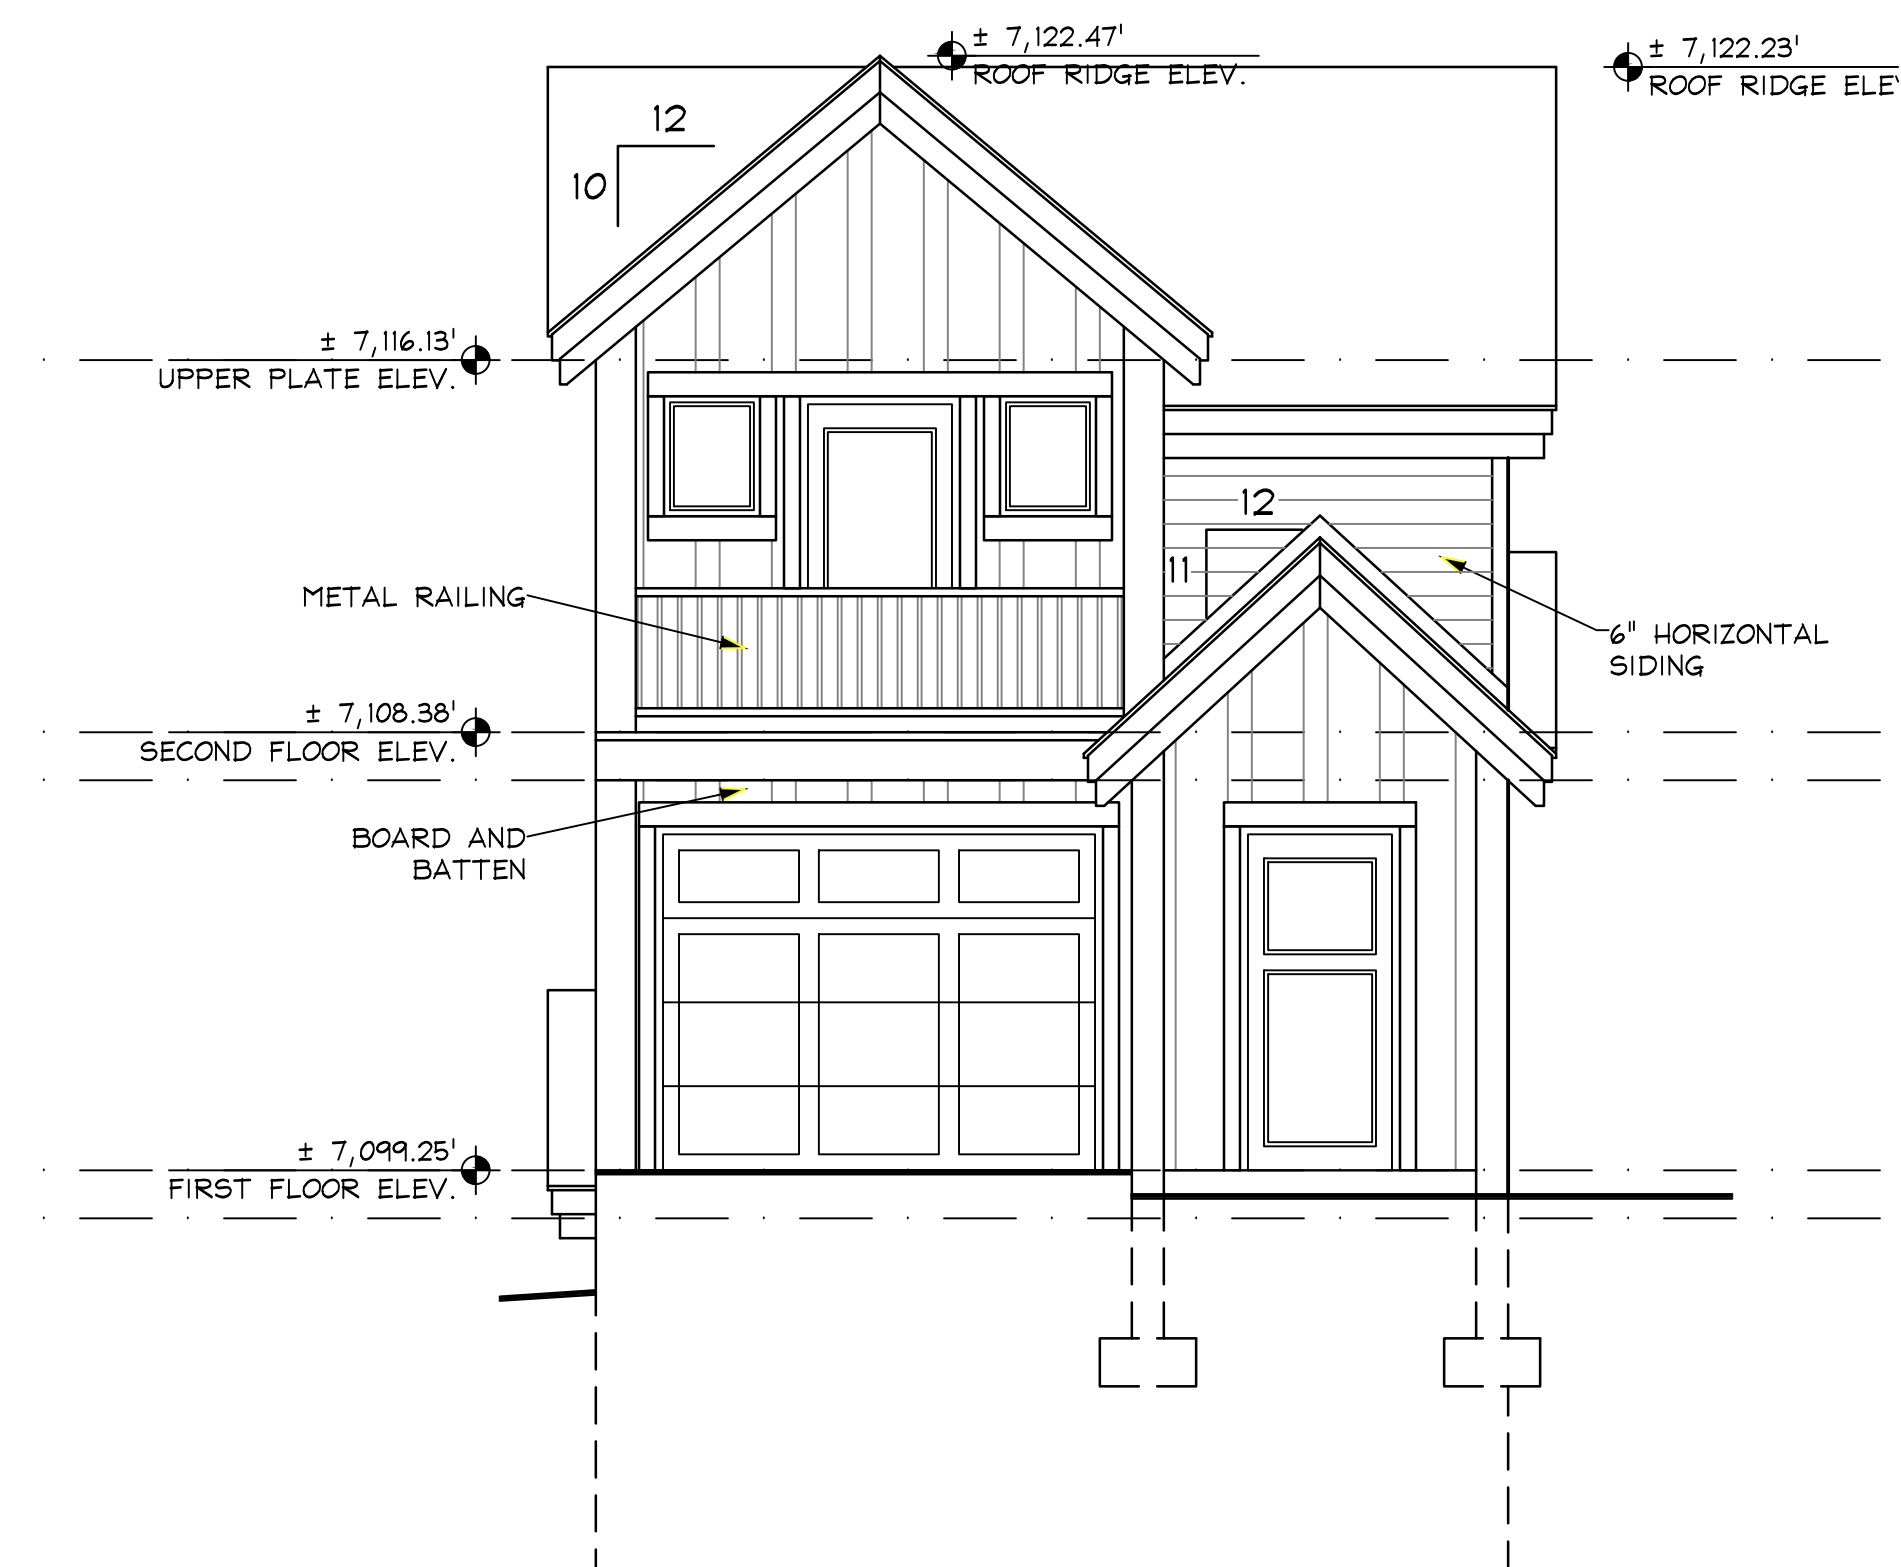 ± 7,122.47'
ROOF RIDGE ELEV.
± 7,122.23'
ROOF RIDGE
12
10
± 7,116.13'
UPPER PLATE ELEV.
12
11
METAL RAILING
6" HORIZONTAL
SIDING
± 7,108.38'
SECOND FLOOR ELEV.
BOARD AND
BATTEN
± 7,099.25'
FIRST FLOOR ELEV.